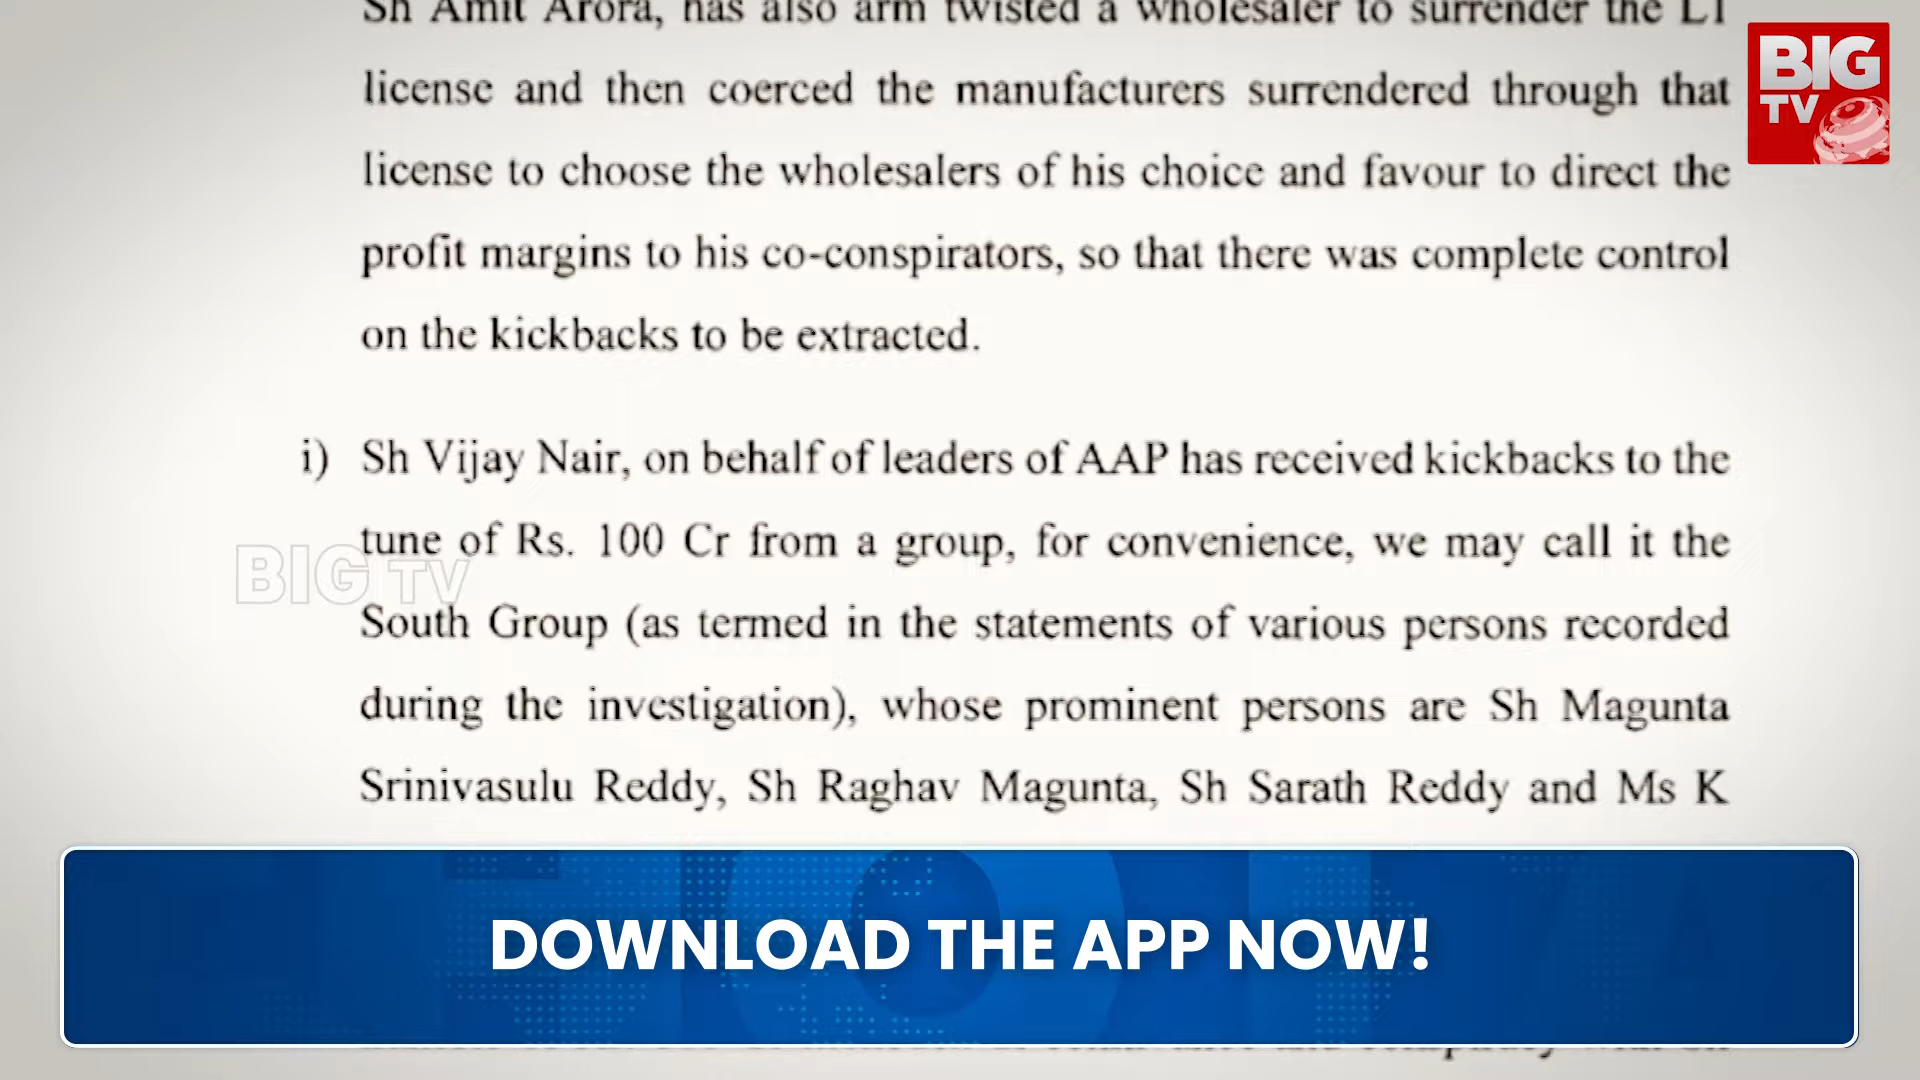 Sh Amit Arora, has also arm twisted a wholesaler to surrender the L1
license and then coerced the manufacturers surrendered through that
license to choose the wholesalers of his choice and favour to direct the
profit margins to his co-conspirators, so that there was complete control
on the kickbacks to be extracted.
i) Sh Vijay Nair, on behalf of leaders of AAP has received kickbacks to the
tune of Rs. 100 Cr from a group, for convenience, we may call it the
South Group (as termed in the statements of various persons recorded
during the investigation), whose prominent persons are Sh Magunta
Srinivasulu Reddy, Sh Raghav Magunta, Sh Sarath Reddy and Ms K
BIG
TV
BIG TV
DOWNLOAD THE APP NOW!